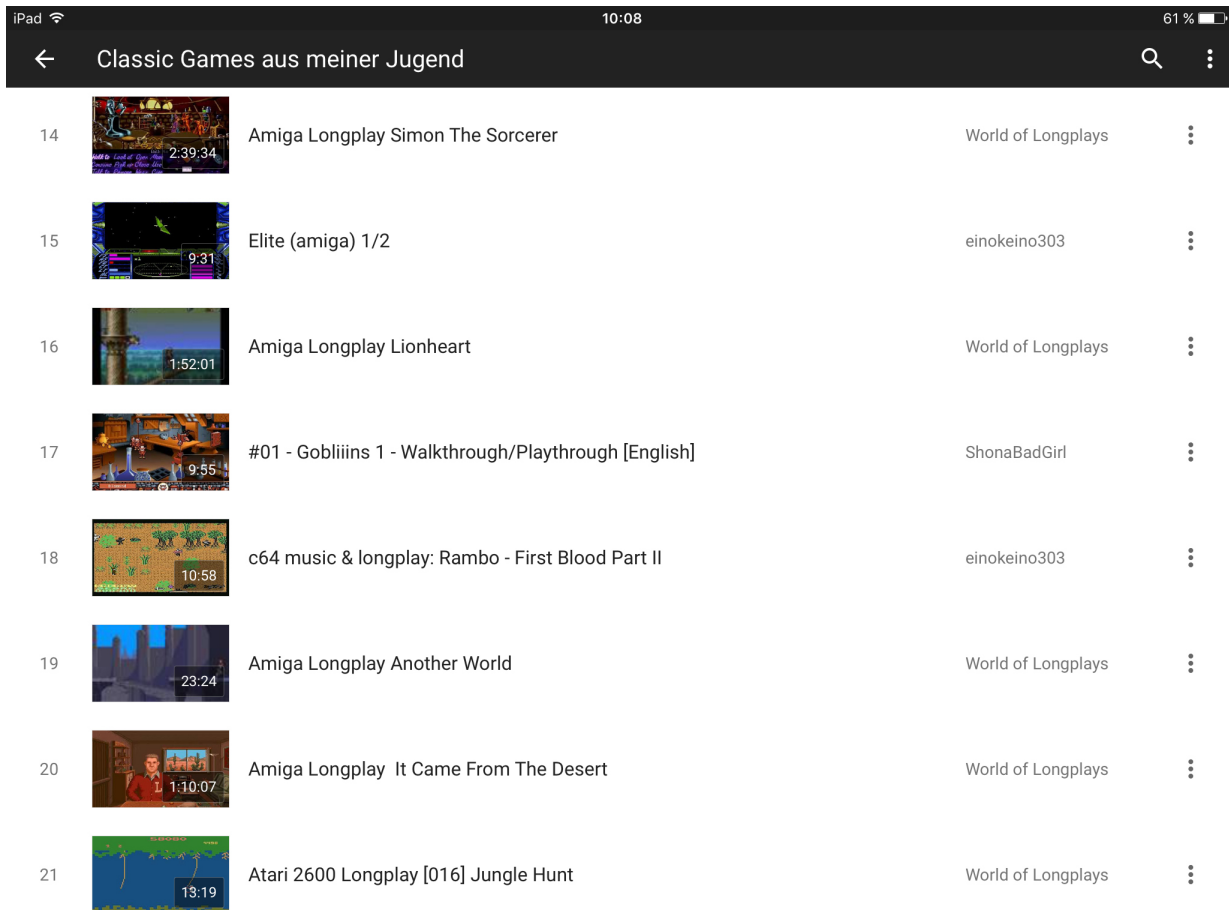 iPad 10:08 61 %
Classic Games aus meiner Jugend
14 2:39:34 Amiga Longplay Simon The Sorcerer World of Longplays
15 9:31 Elite (amiga) 1/2 einokeino303
16 1:52:01 Amiga Longplay Lionheart World of Longplays
17 9:55 #01 - Gobliiins 1 - Walkthrough/Playthrough [English] ShonaBadGirl
18 10:58 c64 music & longplay: Rambo - First Blood Part II einokeino303
19 23:24 Amiga Longplay Another World World of Longplays
20 1:10:07 Amiga Longplay  It Came From The Desert World of Longplays
21 13:19 Atari 2600 Longplay [016] Jungle Hunt World of Longplays